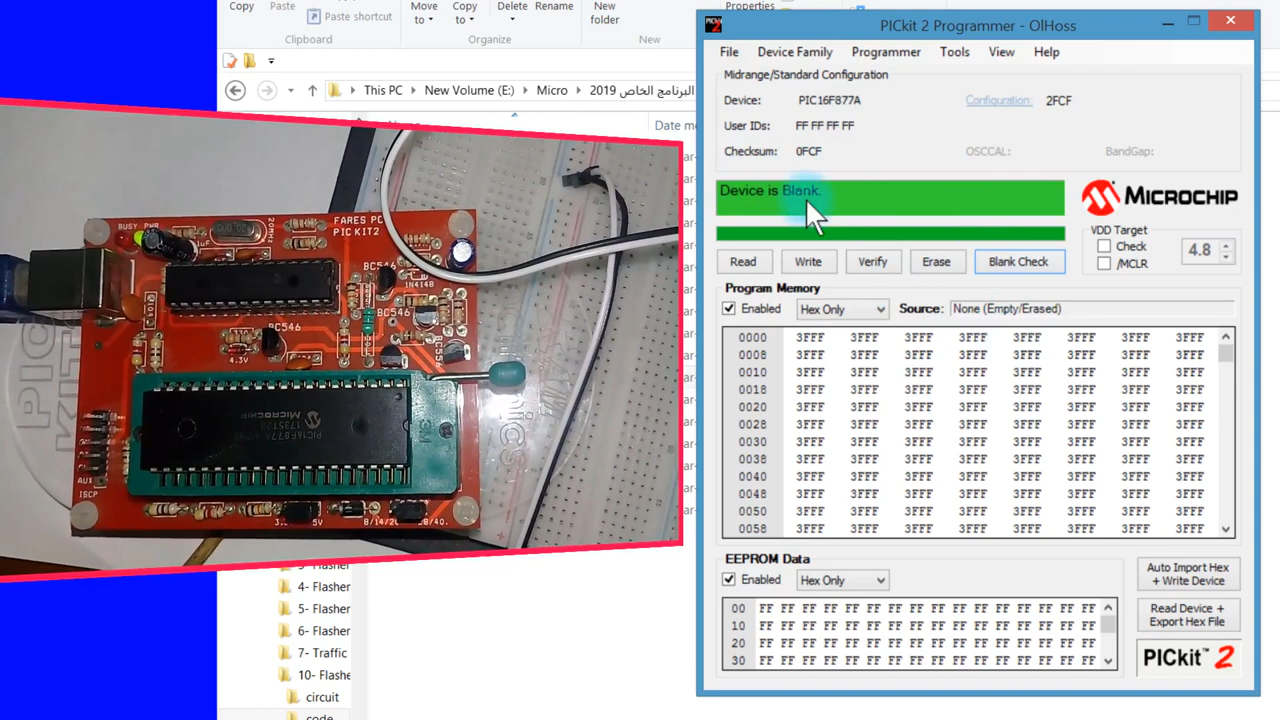 Copy
Paste
Paste shortcut
Clipboard
Move to
Copy to
Delete
Rename
Organize
New folder
New
Properties
This PC
New Volume (E:)
Micro
البرنامج الخاص 2019
Date mo
4- Flasher
5- Flasher
6- Flasher
7- Traffic
10- Flasher
circuit
code
BUSY PWR
20MHz
FARES PC
PIC KIT2
BC546
1N4148
BC546
BC546
4.3V
BC556
MICROCHIP
3M
AUX
ISCP
5V
PICkit 2 Programmer - OlHoss
File Device Family Programmer Tools View Help
Midrange/Standard Configuration
Device: PIC16F877A Configuration: 2FCF
User IDs: FF FF FF FF
Checksum: 0FCF OSCCAL: BandGap:
Device is Blank.
MICROCHIP
VDD Target
Check
/MCLR
4.8
Read Write Verify Erase Blank Check
Program Memory
Enabled Hex Only Source: None (Empty/Erased)
0000 3FFF 3FFF 3FFF 3FFF 3FFF 3FFF 3FFF 3FFF
0008 3FFF 3FFF 3FFF 3FFF 3FFF 3FFF 3FFF 3FFF
0010 3FFF 3FFF 3FFF 3FFF 3FFF 3FFF 3FFF 3FFF
0018 3FFF 3FFF 3FFF 3FFF 3FFF 3FFF 3FFF 3FFF
0020 3FFF 3FFF 3FFF 3FFF 3FFF 3FFF 3FFF 3FFF
0028 3FFF 3FFF 3FFF 3FFF 3FFF 3FFF 3FFF 3FFF
0030 3FFF 3FFF 3FFF 3FFF 3FFF 3FFF 3FFF 3FFF
0038 3FFF 3FFF 3FFF 3FFF 3FFF 3FFF 3FFF 3FFF
0040 3FFF 3FFF 3FFF 3FFF 3FFF 3FFF 3FFF 3FFF
0048 3FFF 3FFF 3FFF 3FFF 3FFF 3FFF 3FFF 3FFF
0050 3FFF 3FFF 3FFF 3FFF 3FFF 3FFF 3FFF 3FFF
0058 3FFF 3FFF 3FFF 3FFF 3FFF 3FFF 3FFF 3FFF
EEPROM Data
Enabled Hex Only
00 FF FF FF FF FF FF FF FF FF FF FF FF FF FF FF FF
10 FF FF FF FF FF FF FF FF FF FF FF FF FF FF FF FF
20 FF FF FF FF FF FF FF FF FF FF FF FF FF FF FF FF
30 FF FF FF FF FF FF FF FF FF FF FF FF FF FF FF FF
Auto Import Hex
+ Write Device
Read Device +
Export Hex File
PICkit™ 2